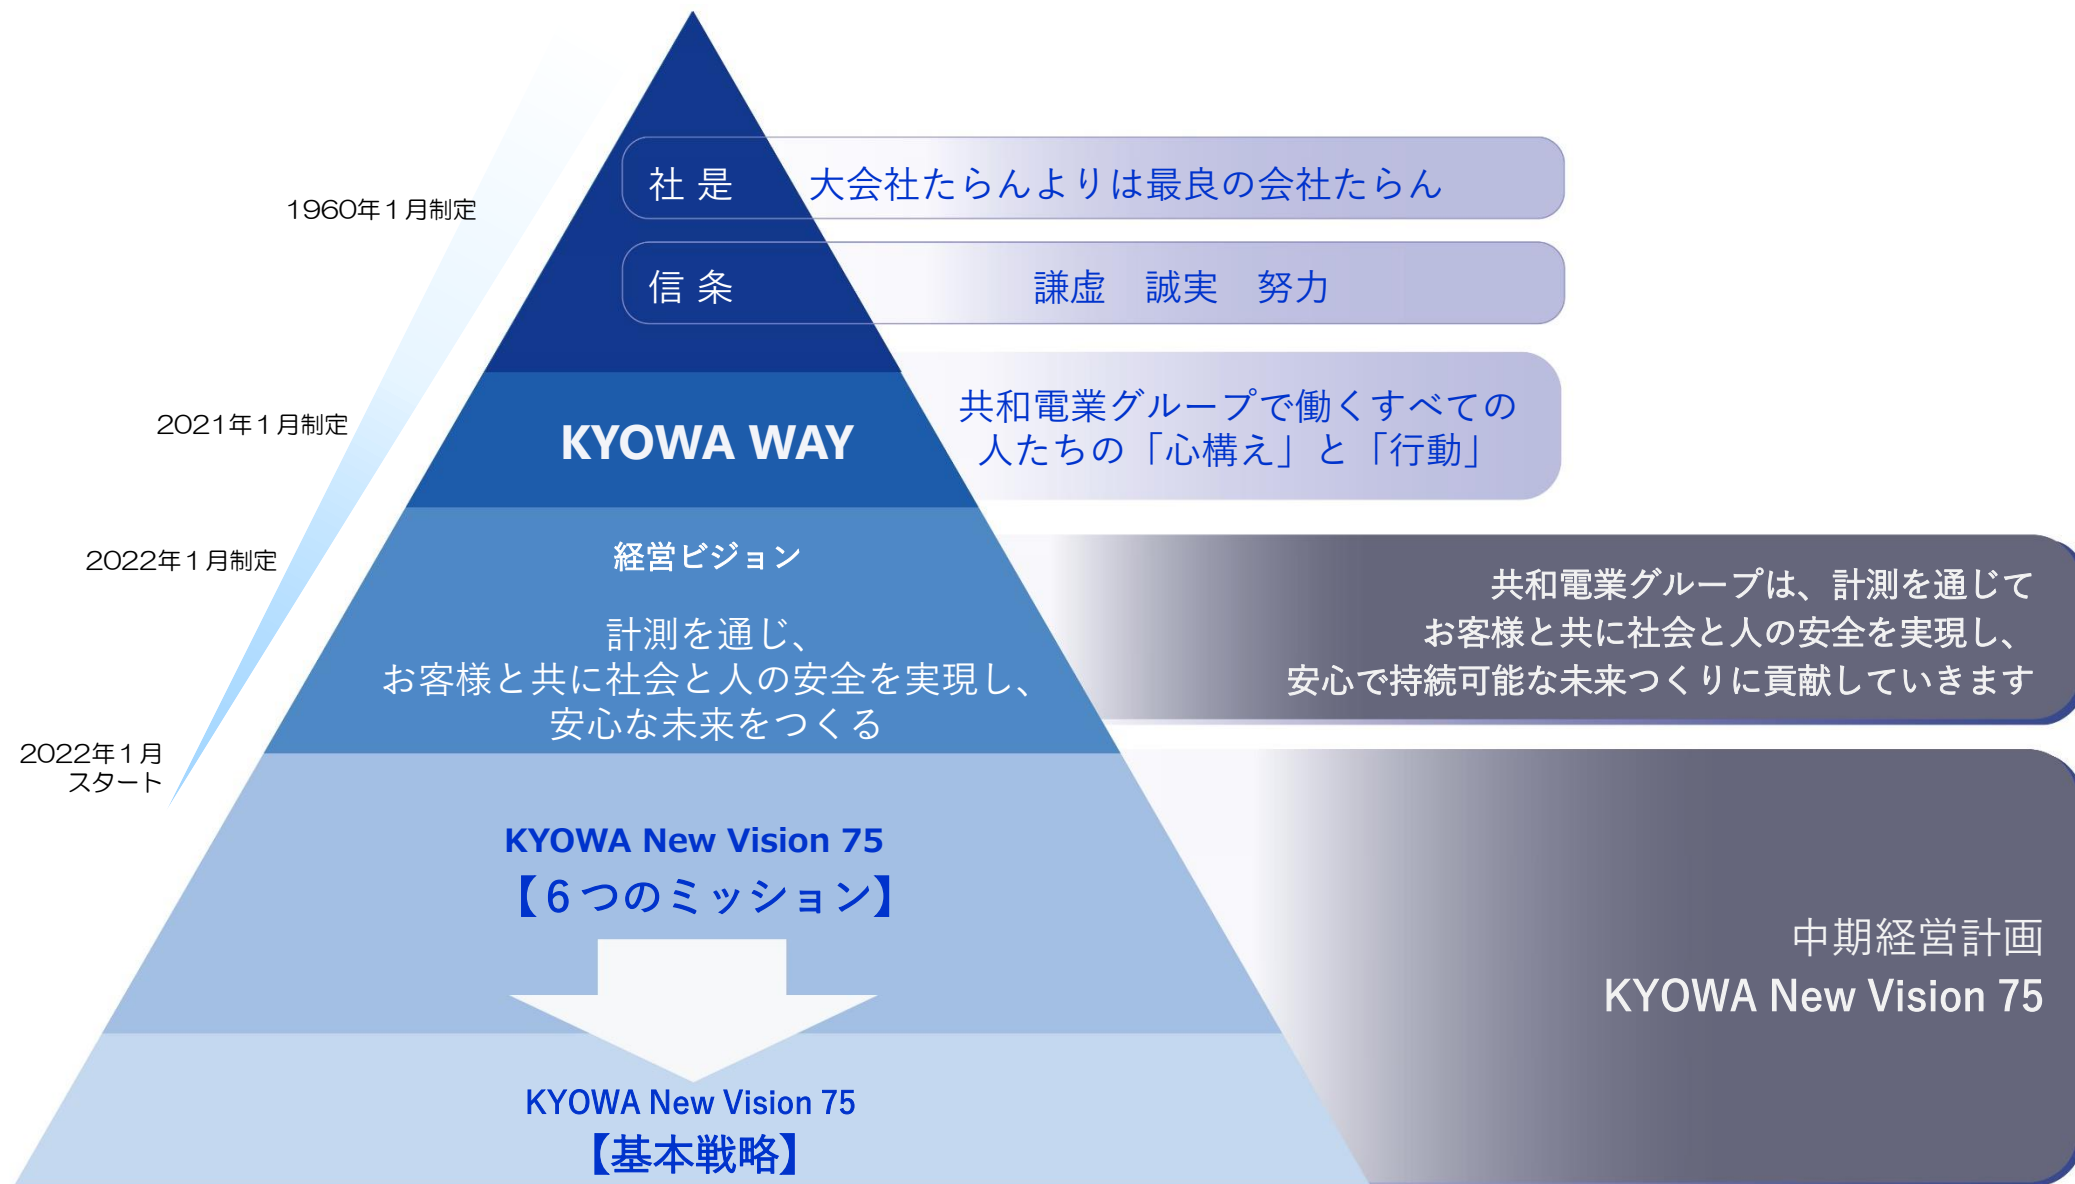 1960年１月制定
社 是
大会社たらんよりは最良の会社たらん
信 条
謙虚　誠実　努力
2021年１月制定
KYOWA WAY
共和電業グループで働くすべての
人たちの「心構え」と「行動」
2022年１月制定
経営ビジョン
計測を通じ、
お客様と共に社会と人の安全を実現し、
安心な未来をつくる
共和電業グループは、計測を通じて
お客様と共に社会と人の安全を実現し、
安心で持続可能な未来つくりに貢献していきます
2022年１月
スタート
KYOWA New Vision 75
【６つのミッション】
中期経営計画
KYOWA New Vision 75
KYOWA New Vision 75
【基本戦略】